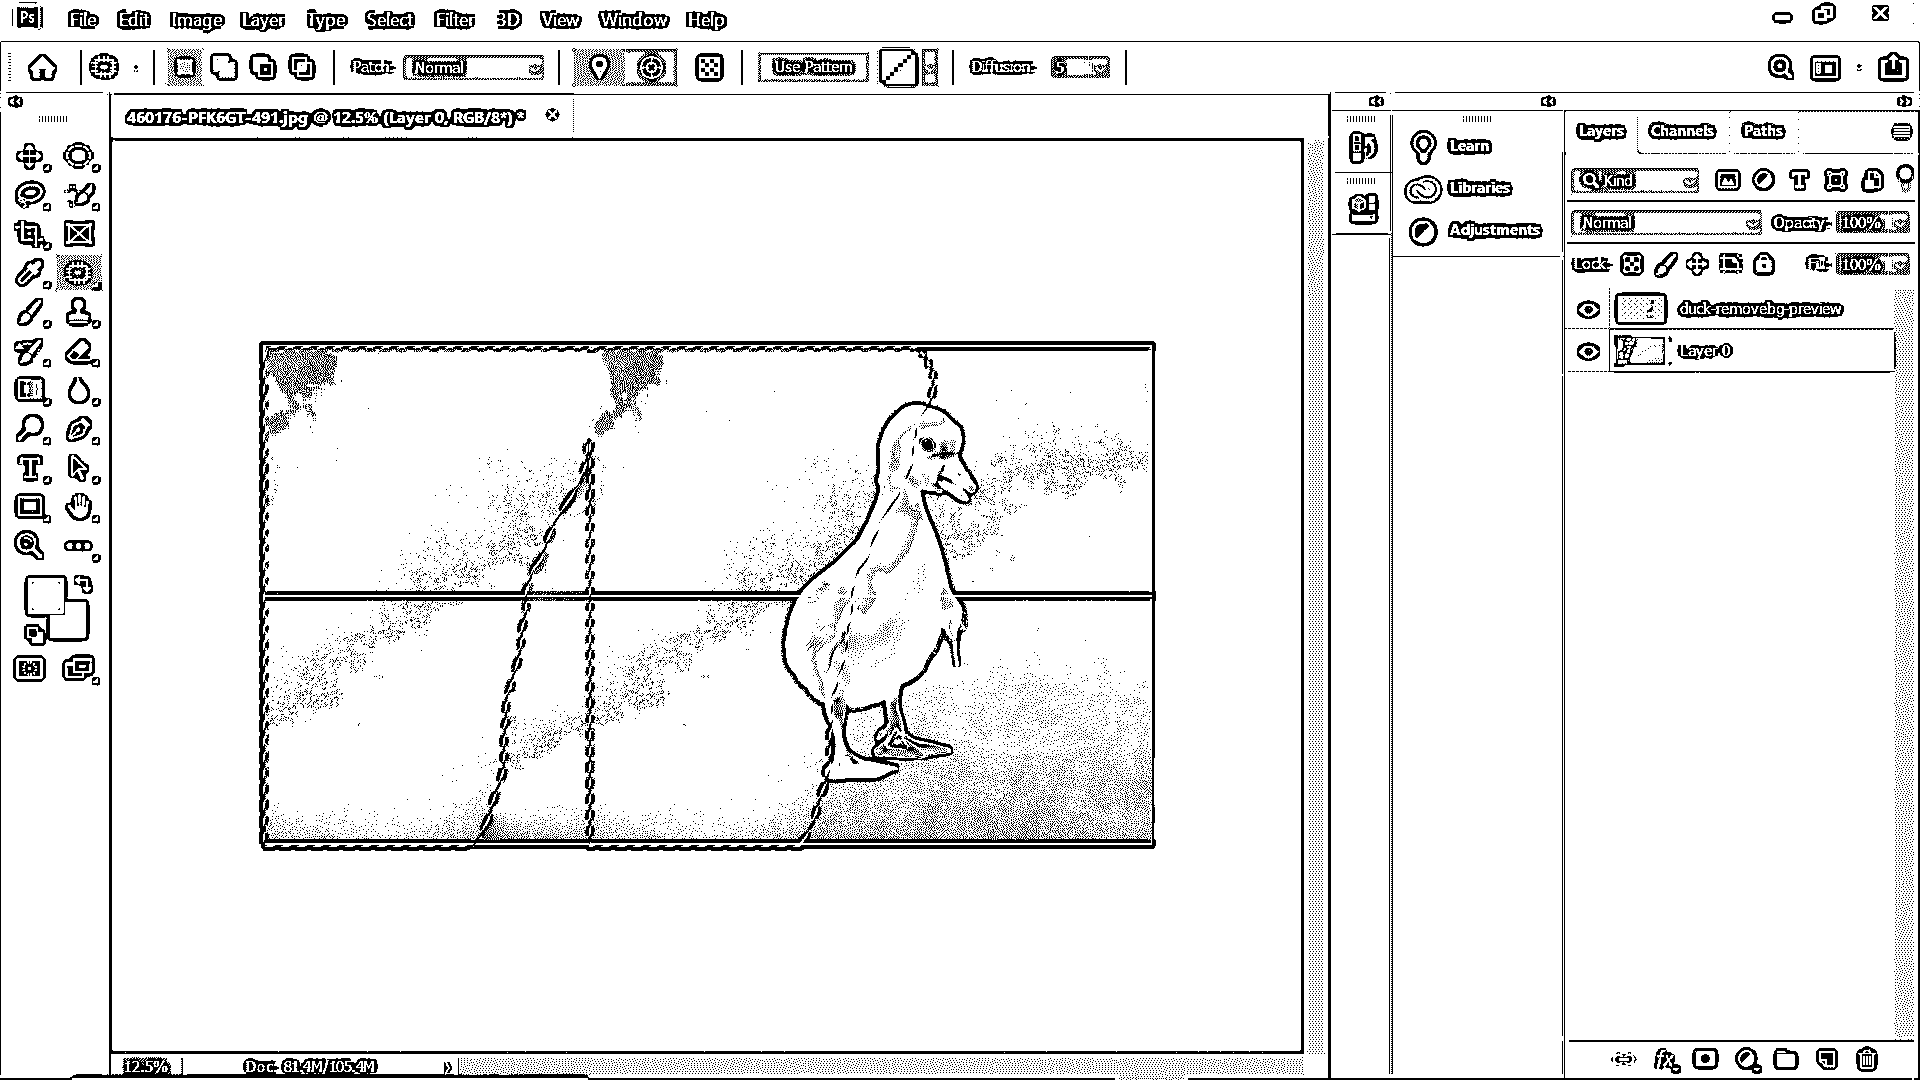 Ps File Edit Image Layer Type Select Filter 3D View Window Help
Patch: Normal Use Pattern Diffusion: 5
460176-PFK6GT-491.jpg @ 12.5% (Layer 0, RGB/8*) *
Learn
Libraries
Adjustments
Layers Channels Paths
Kind
Normal Opacity: 100%
Lock: Fill: 100%
duck-removebg-preview
Layer 0
12.5% Doc: 81.4M/105.4M